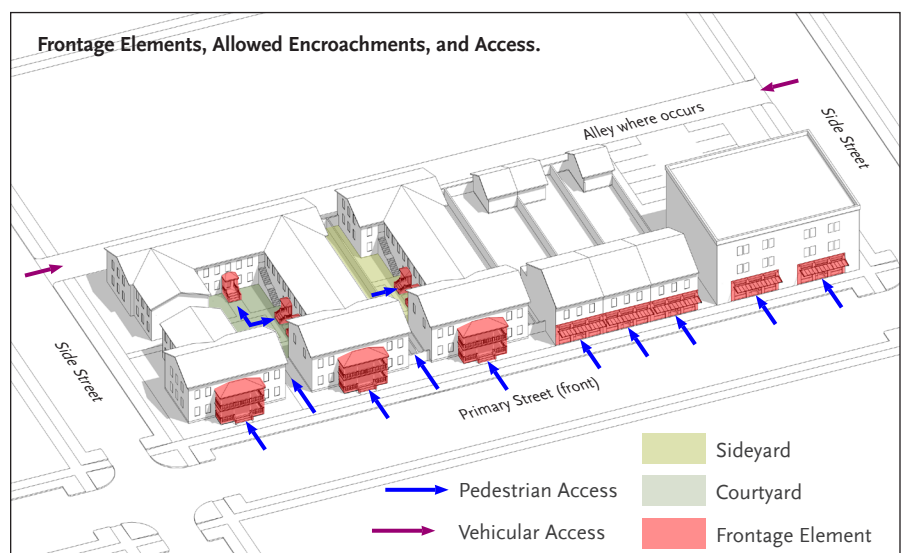 Frontage Elements, Allowed Encroachments, and Access.
Alley where occurs
Side Street
Side Street
Primary Street (front)
Sideyard
Pedestrian Access
Courtyard
Vehicular Access
Frontage Element